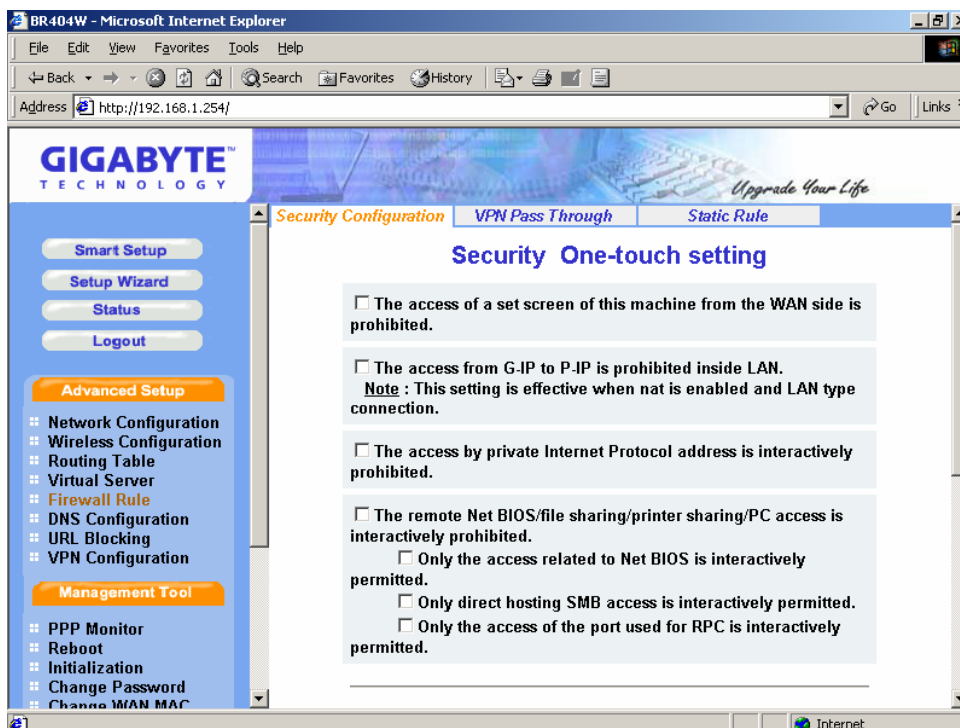 BR404W - Microsoft Internet Explorer
File Edit View Favorites Tools Help
Back Search Favorites History
Address http://192.168.1.254/ Go Links
GIGABYTE™
TECHNOLOGY
Upgrade Your Life
Smart Setup
Setup Wizard
Status
Logout
Advanced Setup
Network Configuration
Wireless Configuration
Routing Table
Virtual Server
Firewall Rule
DNS Configuration
URL Blocking
VPN Configuration
Management Tool
PPP Monitor
Reboot
Initialization
Change Password
Change WAN MAC
Security Configuration VPN Pass Through Static Rule
Security One-touch setting
The access of a set screen of this machine from the WAN side is
prohibited.
The access from G-IP to P-IP is prohibited inside LAN.
Note : This setting is effective when nat is enabled and LAN type
connection.
The access by private Internet Protocol address is interactively
prohibited.
The remote Net BIOS/file sharing/printer sharing/PC access is
interactively prohibited.
Only the access related to Net BIOS is interactively
permitted.
Only direct hosting SMB access is interactively permitted.
Only the access of the port used for RPC is interactively
permitted.
Internet